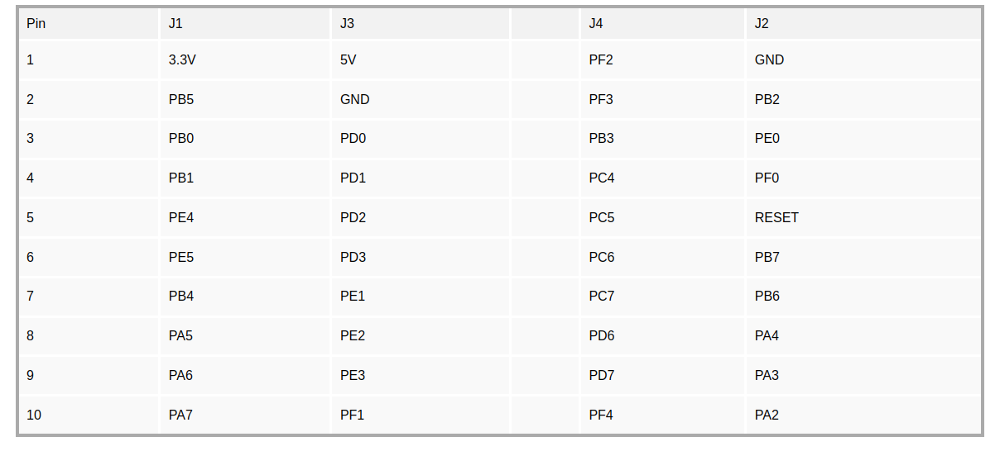 Pin J1 J3 J4 J2
1 3.3V 5V PF2 GND
2 PB5 GND PF3 PB2
3 PB0 PD0 PB3 PE0
4 PB1 PD1 PC4 PF0
5 PE4 PD2 PC5 RESET
6 PE5 PD3 PC6 PB7
7 PB4 PE1 PC7 PB6
8 PA5 PE2 PD6 PA4
9 PA6 PE3 PD7 PA3
10 PA7 PF1 PF4 PA2